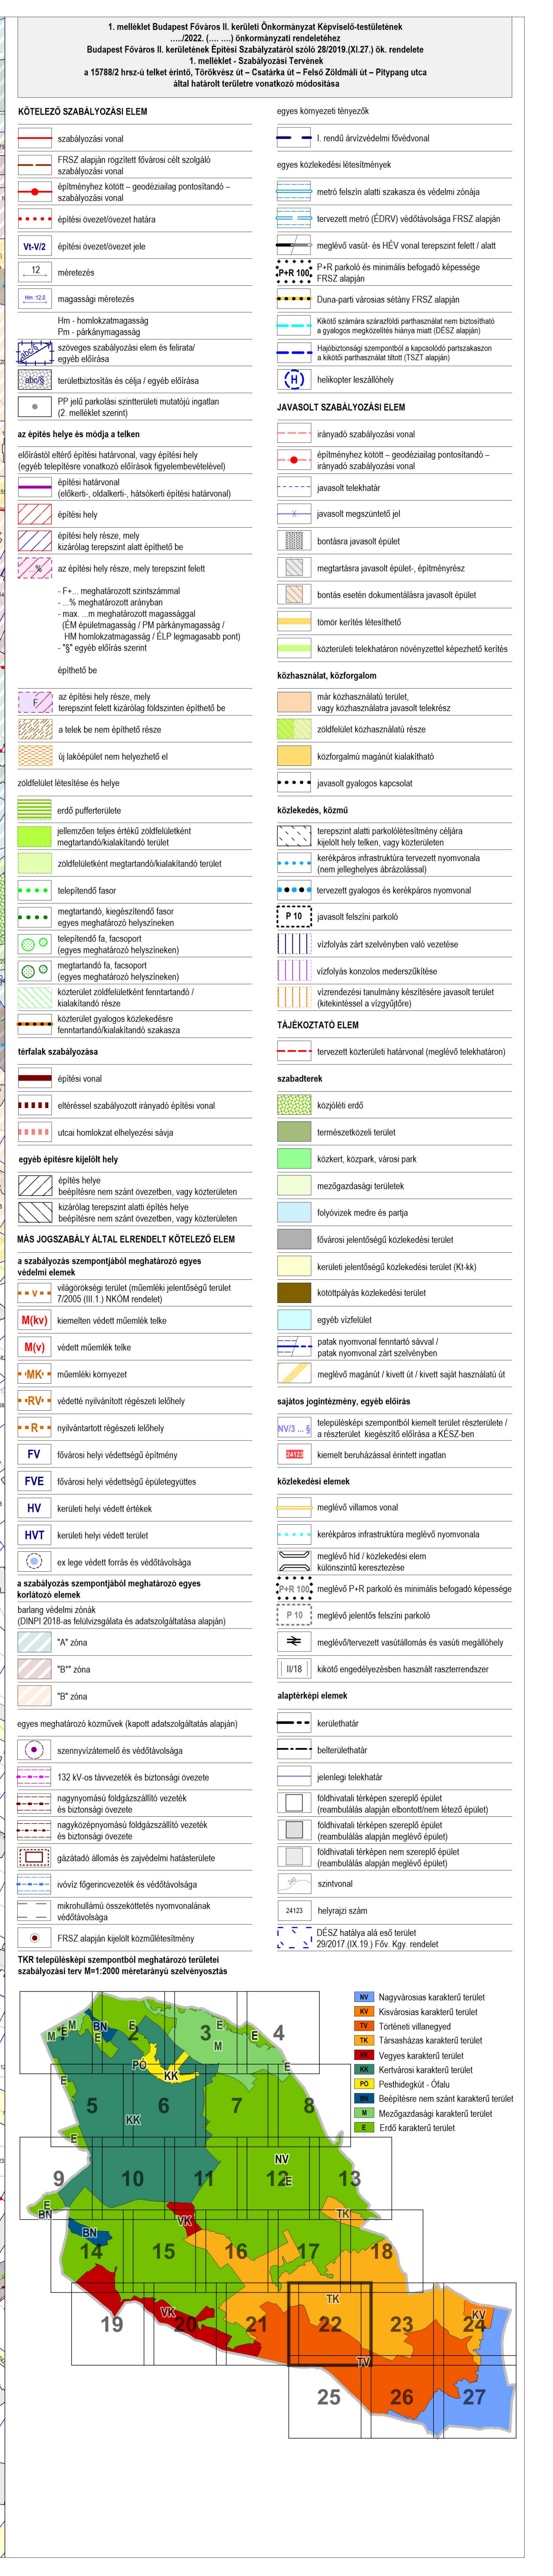 1. melléklet Budapest Főváros II. kerületi Önkormányzat Képviselő-testületének
…../2022. (…. ….) önkormányzati rendeletéhez
Budapest Főváros II. kerületének Építési Szabályzatáról szóló 28/2019.(XI.27.) ök. rendelete
1. melléklet - Szabályozási Tervének
a 15788/2 hrsz-ú telket érintő, Törökvész út – Csatárka út – Felső Zöldmáli út – Pitypang utca
által határolt területre vonatkozó módosítása
KÖTELEZŐ SZABÁLYOZÁSI ELEM
szabályozási vonal
FRSZ alapján rögzített fővárosi célt szolgáló
szabályozási vonal
építményhez kötött – geodéziailag pontosítandó –
szabályozási vonal
építési övezet/övezet határa
Vt-V/2
építési övezet/övezet jele
12
méretezés
Hm :12,0
magassági méretezés
Hm - homlokzatmagasság
Pm - párkánymagasság
abc/§
szöveges szabályozási elem és felirata/
egyéb előírása
abc/§
területbiztosítás és célja / egyéb előírása
PP jelű parkolási szintterületi mutatójú ingatlan
(2. melléklet szerint)
az építés helye és módja a telken
előírástól eltérő építési határvonal, vagy építési hely
(egyéb telepítésre vonatkozó előírások figyelembevételével)
építési határvonal
(előkerti-, oldalkerti-, hátsókerti építési határvonal)
építési hely
építési hely része, mely
kizárólag terepszint alatt építhető be
...%
az építési hely része, mely terepszint felett
- F+... meghatározott szintszámmal
- ...% meghatározott arányban
- max. ...m meghatározott magassággal
(ÉM épületmagasság / PM párkánymagasság /
HM homlokzatmagasság / ÉLP legmagasabb pont)
- "§" egyéb előírás szerint
építhető be
F
az építési hely része, mely
terepszint felett kizárólag földszinten építhető be
a telek be nem építhető része
új lakóépület nem helyezhető el
zöldfelület létesítése és helye
erdő pufferterülete
jellemzően teljes értékű zöldfelületként
megtartandó/kialakítandó terület
zöldfelületként megtartandó/kialakítandó terület
telepítendő fasor
megtartandó, kiegészítendő fasor
egyes meghatározó helyszíneken
telepítendő fa, facsoport
(egyes meghatározó helyszíneken)
megtartandó fa, facsoport
(egyes meghatározó helyszíneken)
közterület zöldfelületként fenntartandó /
kialakítandó része
közterület gyalogos közlekedésre
fenntartandó/kialakítandó szakasza
térfalak szabályozása
építési vonal
eltéréssel szabályozott irányadó építési vonal
utcai homlokzat elhelyezési sávja
egyéb építésre kijelölt hely
építés helye
beépítésre nem szánt övezetben, vagy közterületen
kizárólag terepszint alatti építés helye
beépítésre nem szánt övezetben, vagy közterületen
MÁS JOGSZABÁLY ÁLTAL ELRENDELT KÖTELEZŐ ELEM
a szabályozás szempontjából meghatározó egyes
védelmi elemek
V
világörökségi terület (műemléki jelentőségű terület
7/2005 (III.1.) NKÖM rendelet)
M(kv)
kiemelten védett műemlék telke
M(v)
védett műemlék telke
MK
műemléki környezet
RV
védetté nyilvánított régészeti lelőhely
R
nyilvántartott régészeti lelőhely
FV
fővárosi helyi védettségű építmény
FVE
fővárosi helyi védettségű épületegyüttes
HV
kerületi helyi védett értékek
HVT
kerületi helyi védett terület
ex lege védett forrás és védőtávolsága
a szabályozás szempontjából meghatározó egyes
korlátozó elemek
barlang védelmi zónák
(DINPI 2018-as felülvizsgálata és adatszolgáltatása alapján)
"A" zóna
"B*" zóna
"B" zóna
egyes meghatározó közművek (kapott adatszolgáltatás alapján)
szennyvízátemelő és védőtávolsága
132 kV-os távvezeték és biztonsági övezete
nagynyomású földgázszállító vezeték
és biztonsági övezete
nagyközépnyomású földgázszállító vezeték
és biztonsági övezete
gázátadó állomás és zajvédelmi hatásterülete
ivóvíz főgerincvezeték és védőtávolsága
mikrohullámú összeköttetés nyomvonalának
védőtávolsága
FRSZ alapján kijelölt közműlétesítmény
TKR településképi szempontból meghatározó területei
szabályozási terv M=1:2000 méretarányú szelvényosztás
egyes környezeti tényezők
I. rendű árvízvédelmi fővédvonal
egyes közlekedési létesítmények
metró felszín alatti szakasza és védelmi zónája
tervezett metró (ÉDRV) védőtávolsága FRSZ alapján
meglévő vasút- és HÉV vonal terepszint felett / alatt
P+R 100
P+R parkoló és minimális befogadó képessége
FRSZ alapján
Duna-parti városias sétány FRSZ alapján
Kikötő számára szárazföldi parthasználat nem biztosítható
a gyalogos megközelítés hiánya miatt (DÉSZ alapján)
Hajóbiztonsági szempontból a kapcsolódó partszakaszon
a kikötői parthasználat tiltott (TSZT alapján)
H
helikopter leszállóhely
JAVASOLT SZABÁLYOZÁSI ELEM
irányadó szabályozási vonal
építményhez kötött – geodéziailag pontosítandó –
irányadó szabályozási vonal
javasolt telekhatár
X
javasolt megszüntető jel
bontásra javasolt épület
megtartásra javasolt épület-, építményrész
bontás esetén dokumentálásra javasolt épület
tömör kerítés létesíthető
közterületi telekhatáron növényzettel képezhető kerítés
közhasználat, közforgalom
már közhasználatú terület,
vagy közhasználatra javasolt telekrész
zöldfelület közhasználatú része
közforgalmú magánút kialakítható
javasolt gyalogos kapcsolat
közlekedés, közmű
terepszint alatti parkolólétesítmény céljára
kijelölt hely telken, vagy közterületen
kerékpáros infrastruktúra tervezett nyomvonala
(nem jelleghelyes ábrázolással)
tervezett gyalogos és kerékpáros nyomvonal
P 10
javasolt felszíni parkoló
vízfolyás zárt szelvényben való vezetése
vízfolyás konzolos mederszűkítése
vízrendezési tanulmány készítésére javasolt terület
(kitekintéssel a vízgyűjtőre)
TÁJÉKOZTATÓ ELEM
tervezett közterületi határvonal (meglévő telekhatáron)
szabadterek
közjóléti erdő
természetközeli terület
közkert, közpark, városi park
mezőgazdasági területek
folyóvizek medre és partja
fővárosi jelentőségű közlekedési terület
kerületi jelentőségű közlekedési terület (Kt-kk)
kötöttpályás közlekedési terület
egyéb vízfelület
patak nyomvonal fenntartó sávval /
patak nyomvonal zárt szelvényben
meglévő magánút / kivett út / kivett saját használatú út
sajátos jogintézmény, egyéb előírás
NV/3 ... §
településképi szempontból kiemelt terület részterülete /
a részterület kiegészítő előírása a KÉSZ-ben
24123
kiemelt beruházással érintett ingatlan
közlekedési elemek
meglévő villamos vonal
kerékpáros infrastruktúra meglévő nyomvonala
meglévő híd / közlekedési elem
különszintű keresztezése
P+R 100
meglévő P+R parkoló és minimális befogadó képessége
P 10
meglévő jelentős felszíni parkoló
meglévő/tervezett vasútállomás és vasúti megállóhely
II/18
kikötő engedélyezésben használt raszterrendszer
alaptérképi elemek
kerülethatár
belterülethatár
jelenlegi telekhatár
földhivatali térképen szereplő épület
(reambulálás alapján elbontott/nem létező épület)
földhivatali térképen szereplő épület
(reambulálás alapján meglévő épület)
földhivatali térképen nem szereplő épület
(reambulálás alapján meglévő épület)
240
szintvonal
24123
helyrajzi szám
DÉSZ hatálya alá eső terület
29/2017.(IX.19.) Főv. Kgy. rendelet
NV Nagyvárosias karakterű terület
KV Kisvárosias karakterű terület
TV Történeti villanegyed
TK Társasházas karakterű terület
VK Vegyes karakterű terület
KK Kertvárosi karakterű terület
PÓ Pesthidegkút - Ófalu
BN Beépítésre nem szánt karakterű terület
M Mezőgazdasági karakterű terület
E Erdő karakterű terület
M M E BN E 2 E 3 M E 4
PÓ KK E
E 5 KK 6 7 8
E NV
9 10 11 12 E 13
E BN BN VK TK
14 15 16 17 18
TK
19 VK 20 21 22 23 KV 24
TV
25 26 27